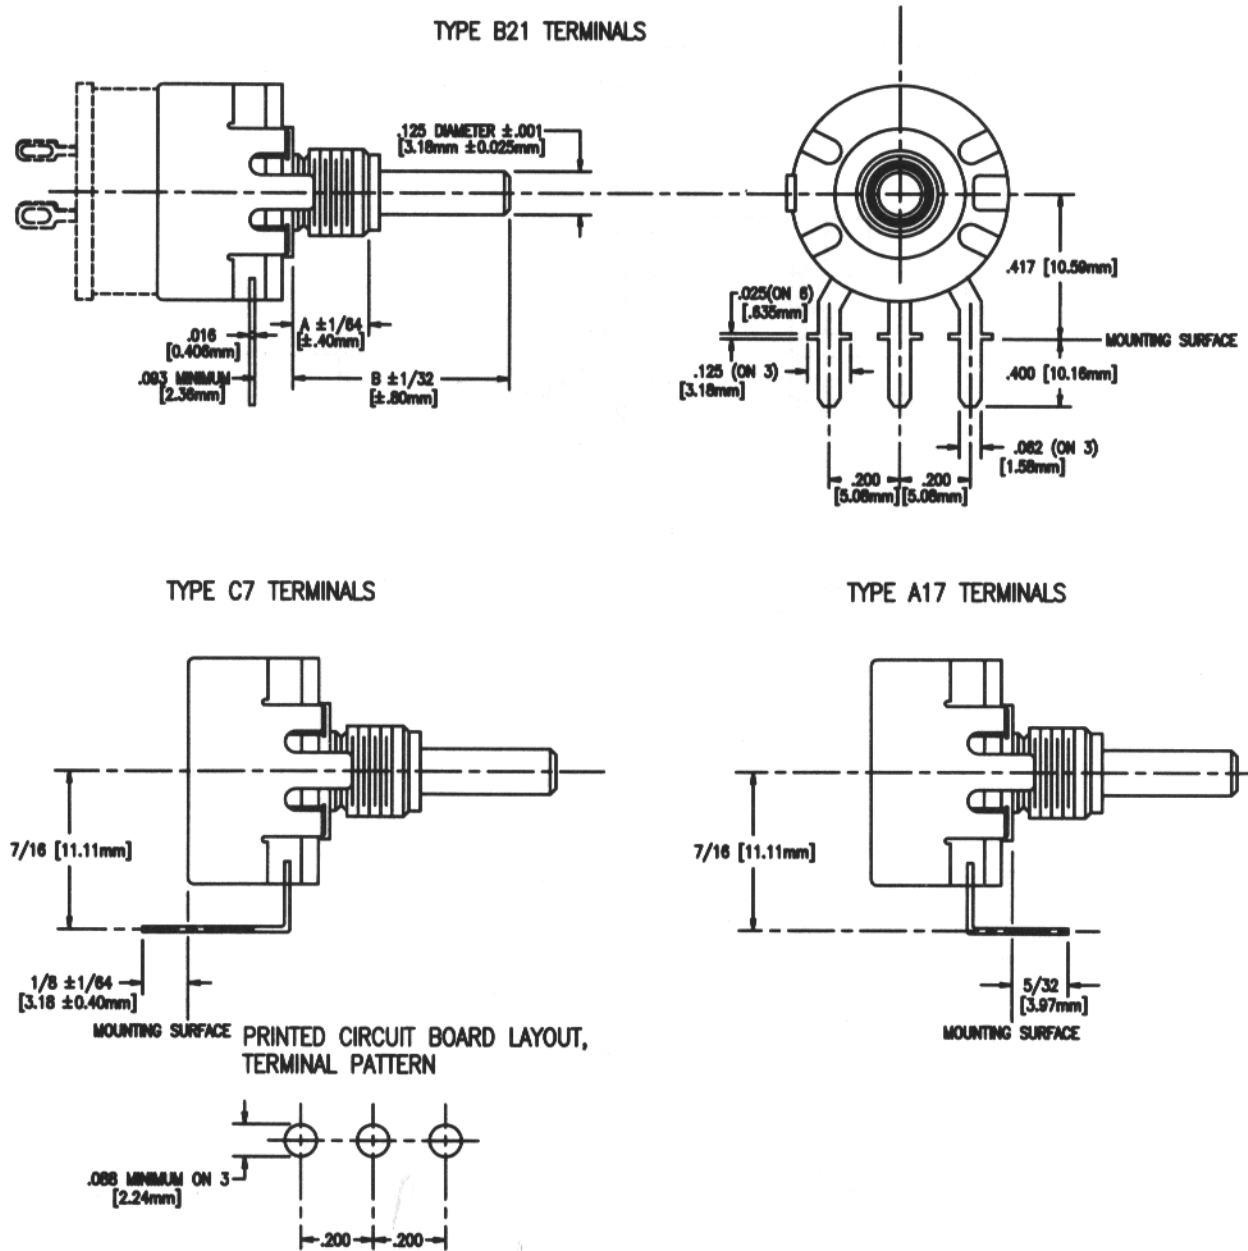 TYPE B21 TERMINALS
.125 DIAMETER ±.001
[3.18mm ±0.025mm]
.016
[0.406mm]
.093 MINIMUM
[2.36mm]
A ±1/64
[±.40mm]
B ±1/32
[±.80mm]
.417 [10.59mm]
.025(ON 6)
[.635mm]
MOUNTING SURFACE
.125 (ON 3)
[3.18mm]
.400 [10.16mm]
.062 (ON 3)
[1.58mm]
.200 .200
[5.08mm] [5.08mm]
TYPE C7 TERMINALS
7/16 [11.11mm]
1/8 ±1/64
[3.18 ±0.40mm]
MOUNTING SURFACE
TYPE A17 TERMINALS
7/16 [11.11mm]
5/32
[3.97mm]
MOUNTING SURFACE
PRINTED CIRCUIT BOARD LAYOUT,
TERMINAL PATTERN
.088 MINIMUM ON 3
[2.24mm]
.200 .200